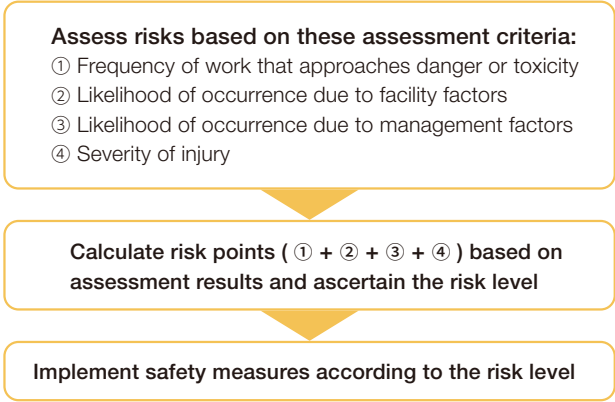 Assess risks based on these assessment criteria:
① Frequency of work that approaches danger or toxicity
② Likelihood of occurrence due to facility factors
③ Likelihood of occurrence due to management factors
④ Severity of injury
Calculate risk points ( ① + ② + ③ + ④ ) based on
assessment results and ascertain the risk level
Implement safety measures according to the risk level